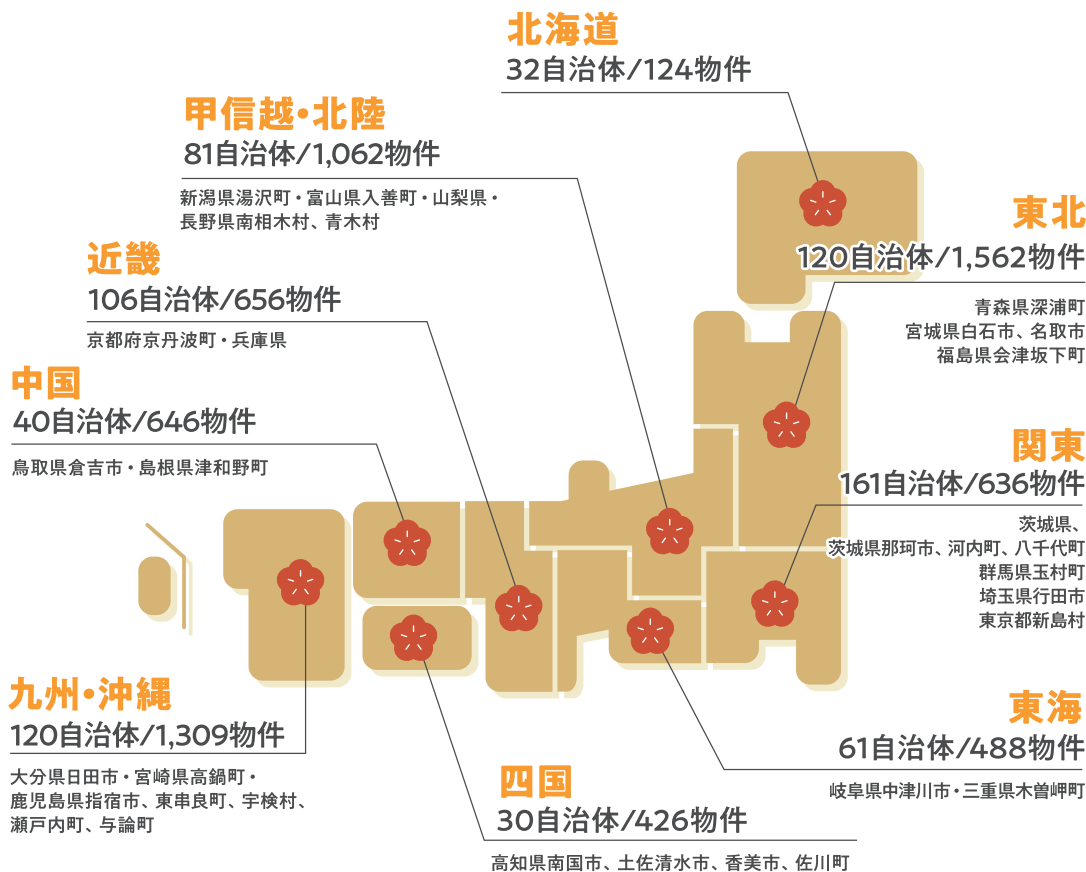 北海道
32自治体/124物件
甲信越・北陸
81自治体/1,062物件
新潟県湯沢町・富山県入善町・山梨県・
長野県南相木村、青木村
東北
120自治体/1,562物件
青森県深浦町
宮城県白石市、名取市
福島県会津坂下町
近畿
106自治体/656物件
京都府京丹波町・兵庫県
中国
40自治体/646物件
鳥取県倉吉市・島根県津和野町
関東
161自治体/636物件
茨城県、
茨城県那珂市、河内町、八千代町
群馬県玉村町
埼玉県行田市
東京都新島村
九州・沖縄
120自治体/1,309物件
大分県日田市・宮崎県高鍋町・
鹿児島県指宿市、東串良町、宇検村、
瀬戸内町、与論町
東海
61自治体/488物件
岐阜県中津川市・三重県木曽岬町
四国
30自治体/426物件
高知県南国市、土佐清水市、香美市、佐川町